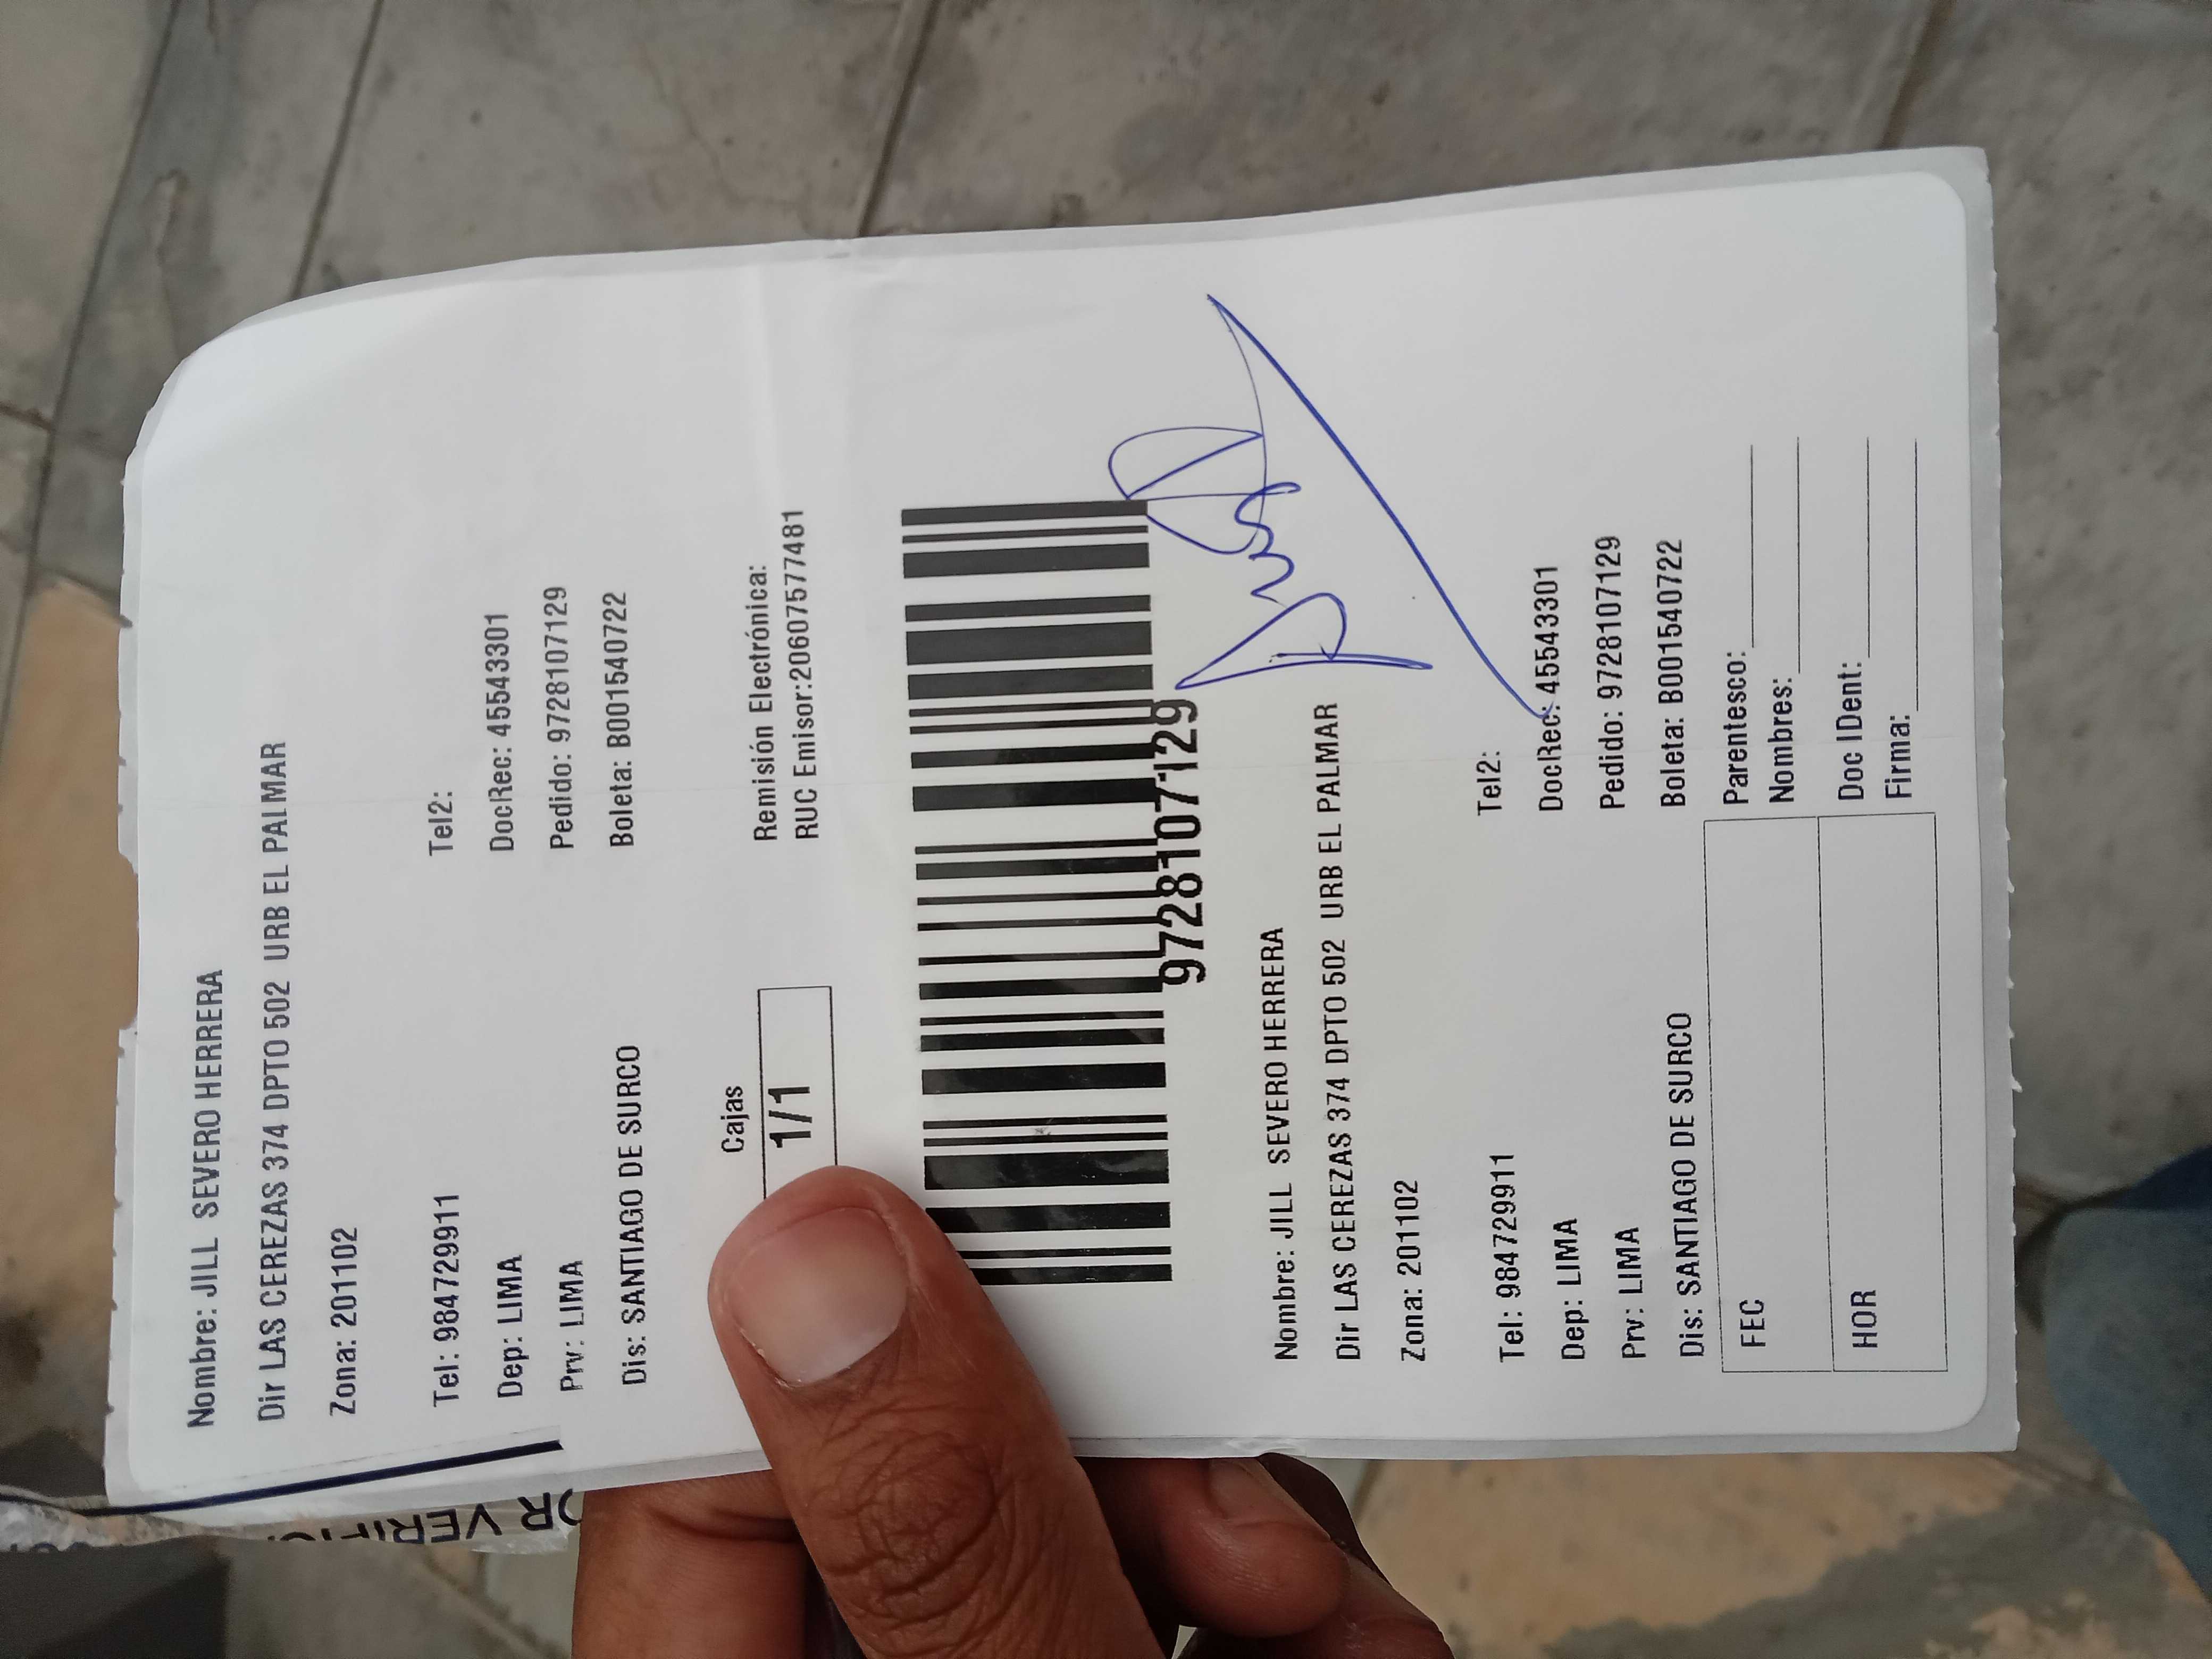 Nombre: JILL SEVERO HERRERA
Dir LAS CEREZAS 374 DPTO 502 URB EL PALMAR
Zona: 201102
Tel: 984729911 Tel2:
Dep: LIMA DocRec: 45543301
Prv: LIMA Pedido: 9728107129
Dis: SANTIAGO DE SURCO Boleta: B001540722
Cajas Remisión Electrónica:
1/1 RUC Emisor:20607577481
9728107129
Nombre: JILL SEVERO HERRERA
Dir LAS CEREZAS 374 DPTO 502 URB EL PALMAR
Zona: 201102
Tel: 984729911 Tel2:
Dep: LIMA DocRec: 45543301
Prv: LIMA Pedido: 9728107129
Dis: SANTIAGO DE SURCO Boleta: B001540722
FEC Parentesco:
Nombres:
HOR Doc IDent:
Firma: